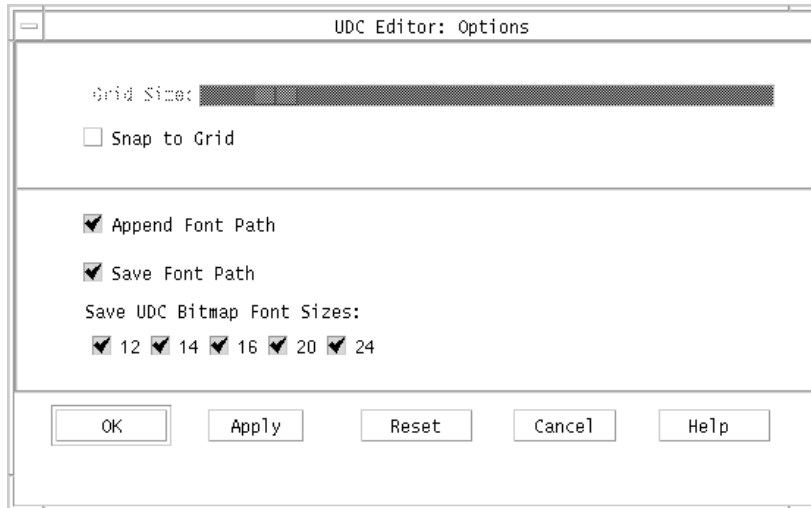 UDC Editor: Options
Grid Size:
Snap to Grid
Append Font Path
Save Font Path
Save UDC Bitmap Font Sizes:
12 14 16 20 24
OK Apply Reset Cancel Help